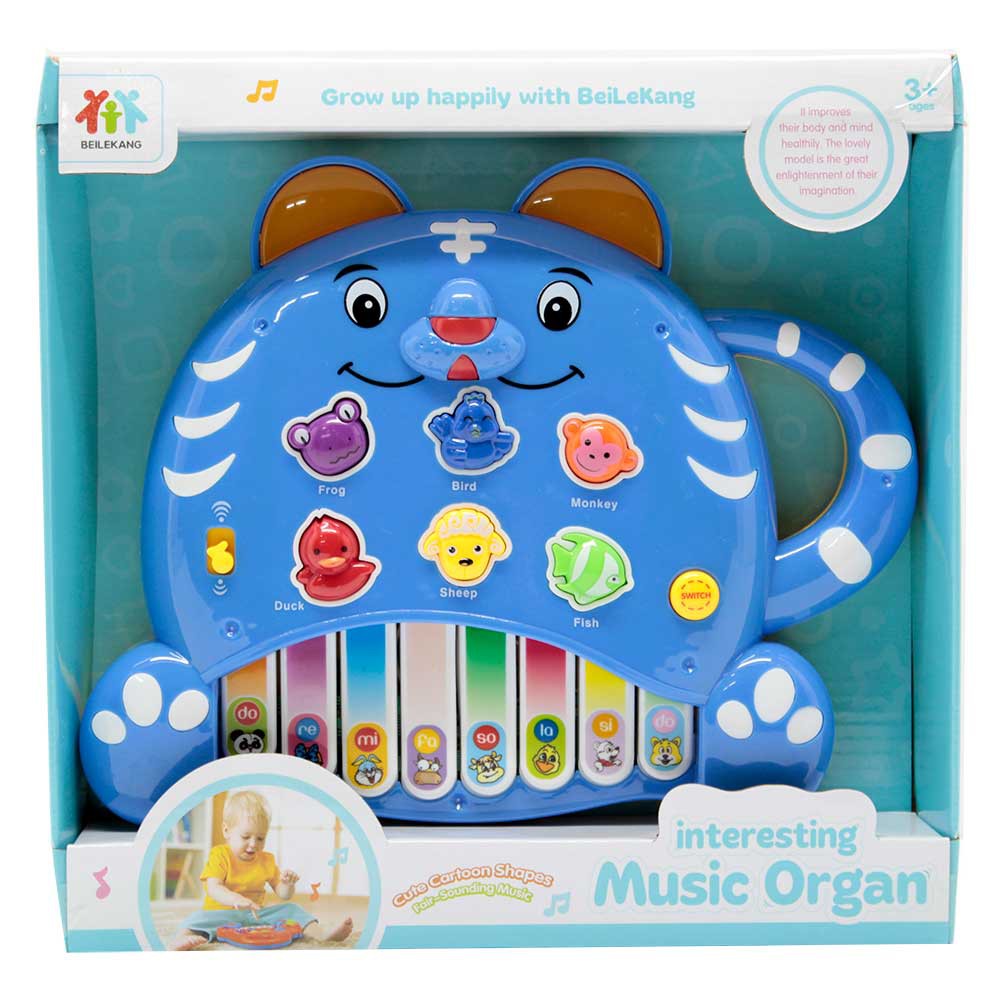 BEILEKANG
Grow up happily with BeiLeKang
3+
ages
It improves
their body and mind
healthily. The lovely
model is the great
enlightenment of their
imagination.
Frog
Bird
Monkey
Duck
Sheep
Fish
SWITCH
do
re
mi
fa
so
la
si
do
Cute Cartoon Shapes
Fair-Sounding Music
interesting
Music Organ